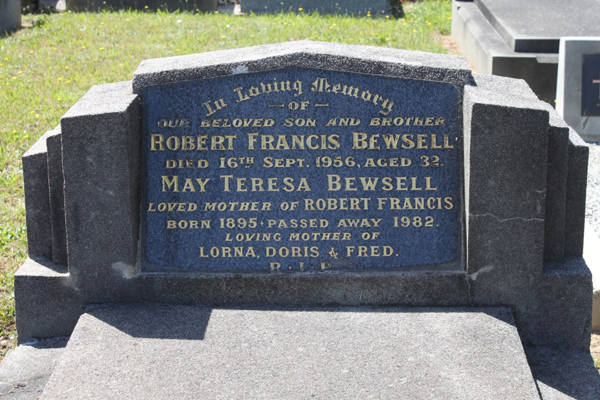 In Loving Memory
— OF —
OUR BELOVED SON AND BROTHER
ROBERT FRANCIS BEWSELL
DIED 16TH SEPT. 1956, AGED 32.
MAY TERESA BEWSELL
LOVED MOTHER OF ROBERT FRANCIS
BORN 1895 · PASSED AWAY 1982.
LOVING MOTHER OF
LORNA, DORIS & FRED.
R·I·P